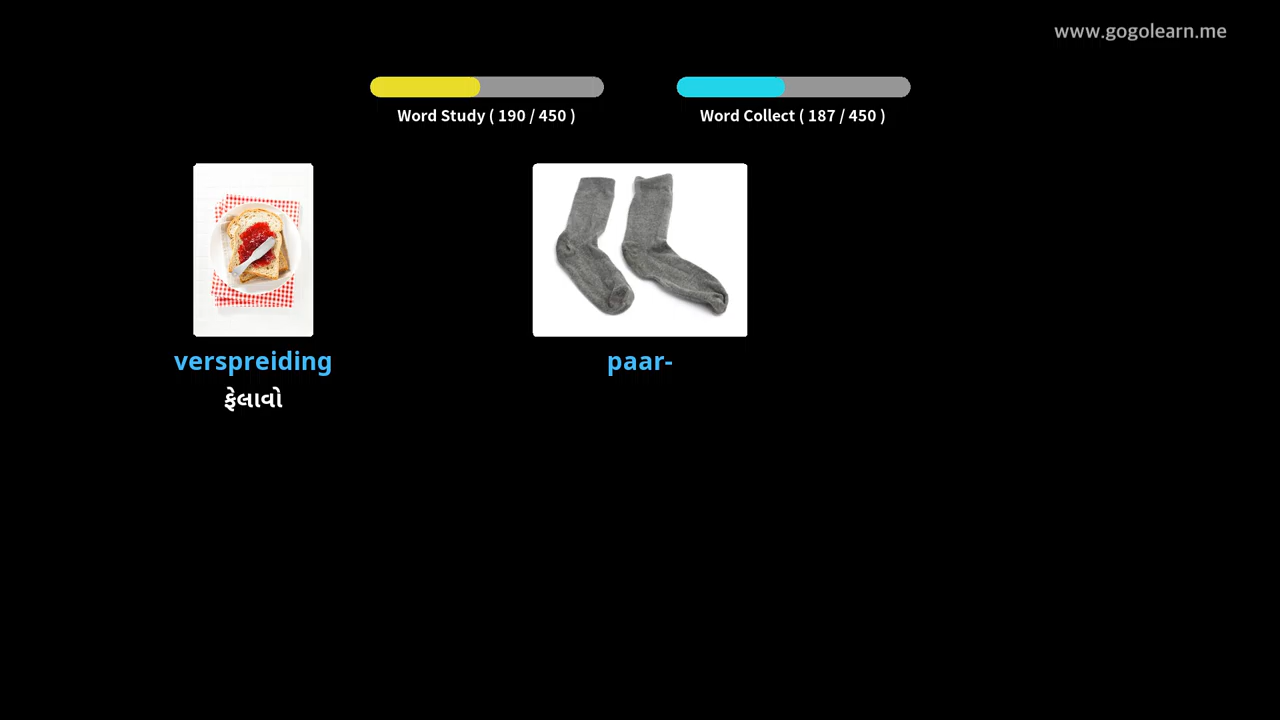 www.gogolearn.me
Word Study ( 190 / 450 )
Word Collect ( 187 / 450 )
verspreiding
paar-
ફેલાવો